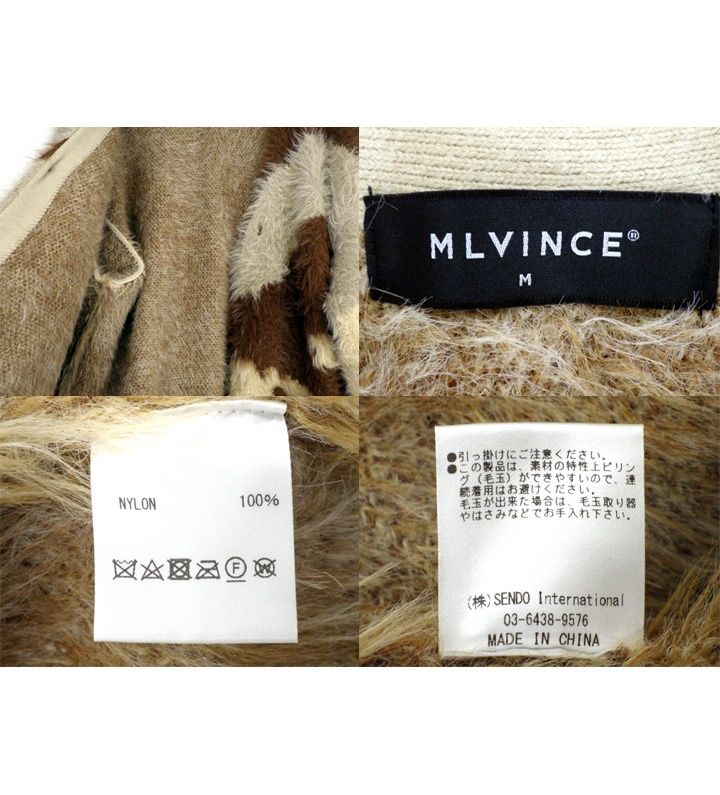 MLVINCE®
M
NYLON 100%
F
W
●引っ掛けにご注意ください。
●この製品は、素材の特性上ピリン
グ（毛玉）ができやすいので、連
続着用はお避けください。
毛玉が出来た場合は、毛玉取り器
やはさみなどでお手入れ下さい。
(株)SENDO International
03-6438-9576
MADE IN CHINA